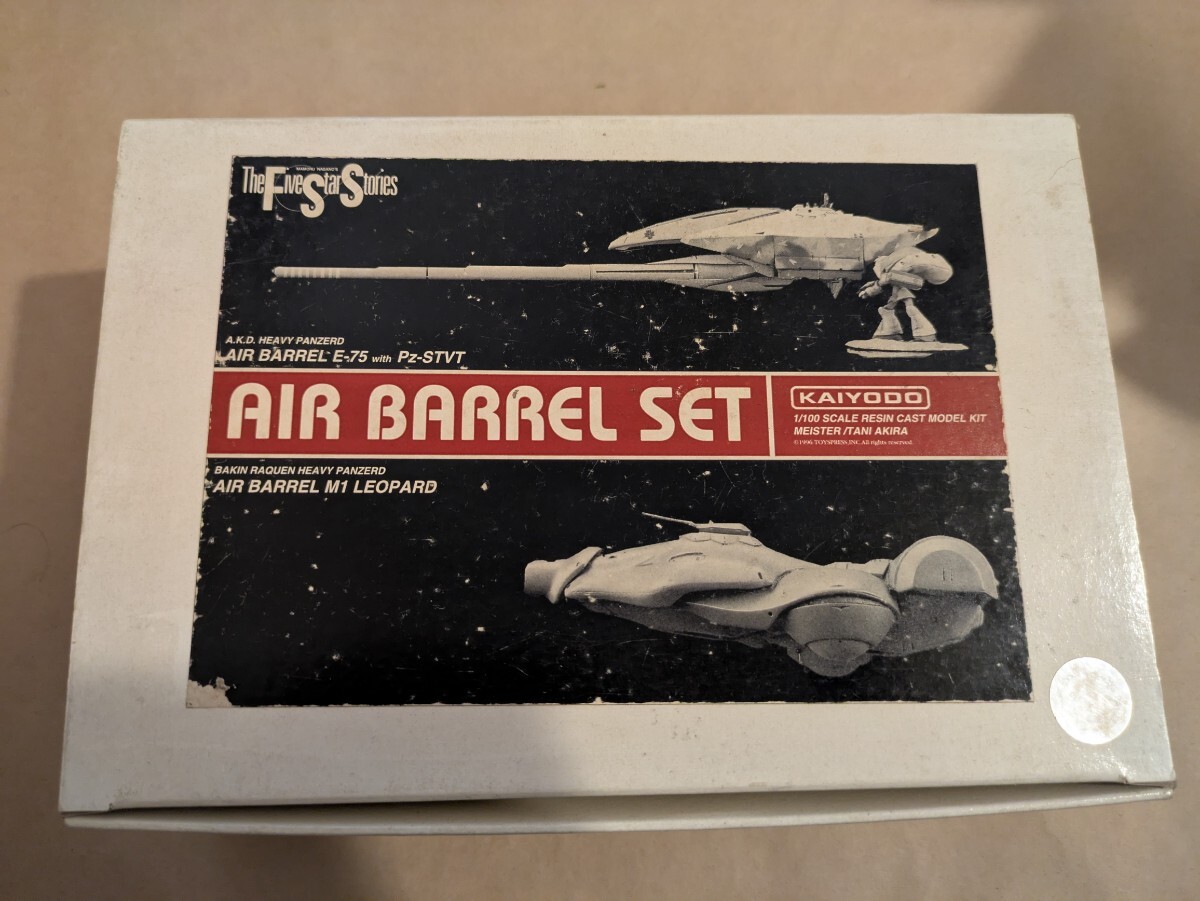 MAMORU NAGANO'S
The Five Star Stories
A.K.D. HEAVY PANZERD
AIR BARREL E-75 with Pz-STVT
AIR BARREL SET
KAIYODO
1/100 SCALE RESIN CAST MODEL KIT
MEISTER /TANI AKIRA
©1996 TOYSPRESS, INC, All rights reserved.
BAKIN RAQUEN HEAVY PANZERD
AIR BARREL M1 LEOPARD